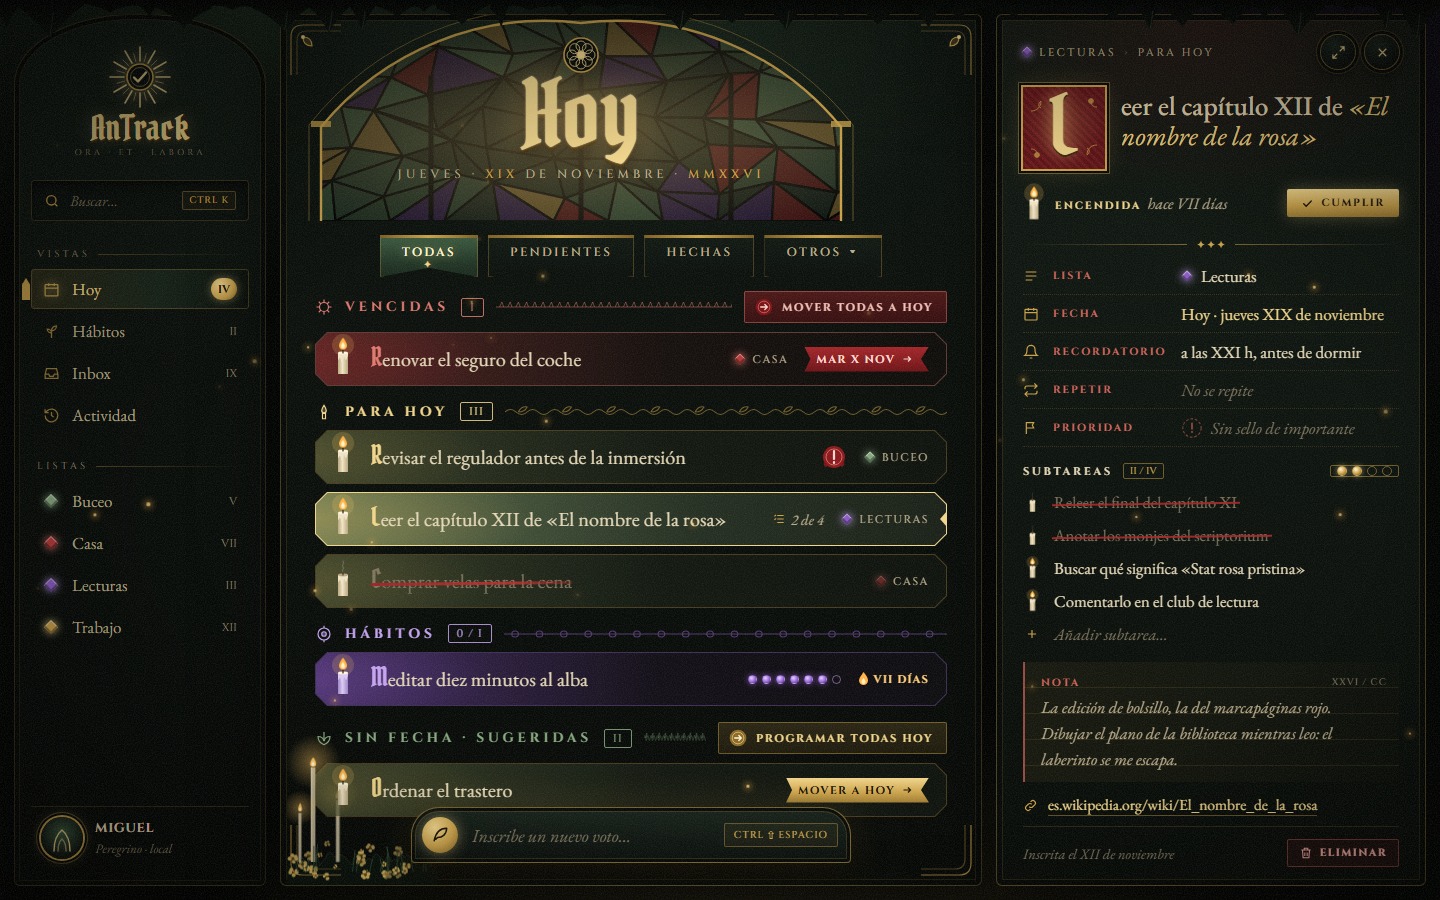 AnTrack
ORA · ET · LABORA
Buscar...
CTRL K
VISTAS
Hoy
IV
Hábitos
II
Inbox
IX
Actividad
LISTAS
Buceo
V
Casa
VII
Lecturas
III
Trabajo
XII
MIGUEL
Peregrino · local
Hoy
JUEVES · XIX DE NOVIEMBRE · MMXXVI
TODAS
PENDIENTES
HECHAS
OTROS
VENCIDAS
I
MOVER TODAS A HOY
Renovar el seguro del coche
CASA
MAR X NOV →
PARA HOY
III
Revisar el regulador antes de la inmersión
BUCEO
Leer el capítulo XII de «El nombre de la rosa»
2 de 4
LECTURAS
Comprar velas para la cena
CASA
HÁBITOS
0 / I
Meditar diez minutos al alba
VII DÍAS
SIN FECHA · SUGERIDAS
II
PROGRAMAR TODAS HOY
Ordenar el trastero
MOVER A HOY →
Inscribe un nuevo voto...
CTRL ⇧ ESPACIO
LECTURAS · PARA HOY
Leer el capítulo XII de «El
nombre de la rosa»
ENCENDIDA hace VII días
CUMPLIR
LISTA
Lecturas
FECHA
Hoy · jueves XIX de noviembre
RECORDATORIO
a las XXI h, antes de dormir
REPETIR
No se repite
PRIORIDAD
Sin sello de importante
SUBTAREAS
II / IV
Releer el final del capítulo XI
Anotar los monjes del scriptorium
Buscar qué significa «Stat rosa pristina»
Comentarlo en el club de lectura
+ Añadir subtarea...
NOTA
XXVI / CC
La edición de bolsillo, la del marcapáginas rojo.
Dibujar el plano de la biblioteca mientras leo: el
laberinto se me escapa.
es.wikipedia.org/wiki/El_nombre_de_la_rosa
Inscrita el XII de noviembre
ELIMINAR